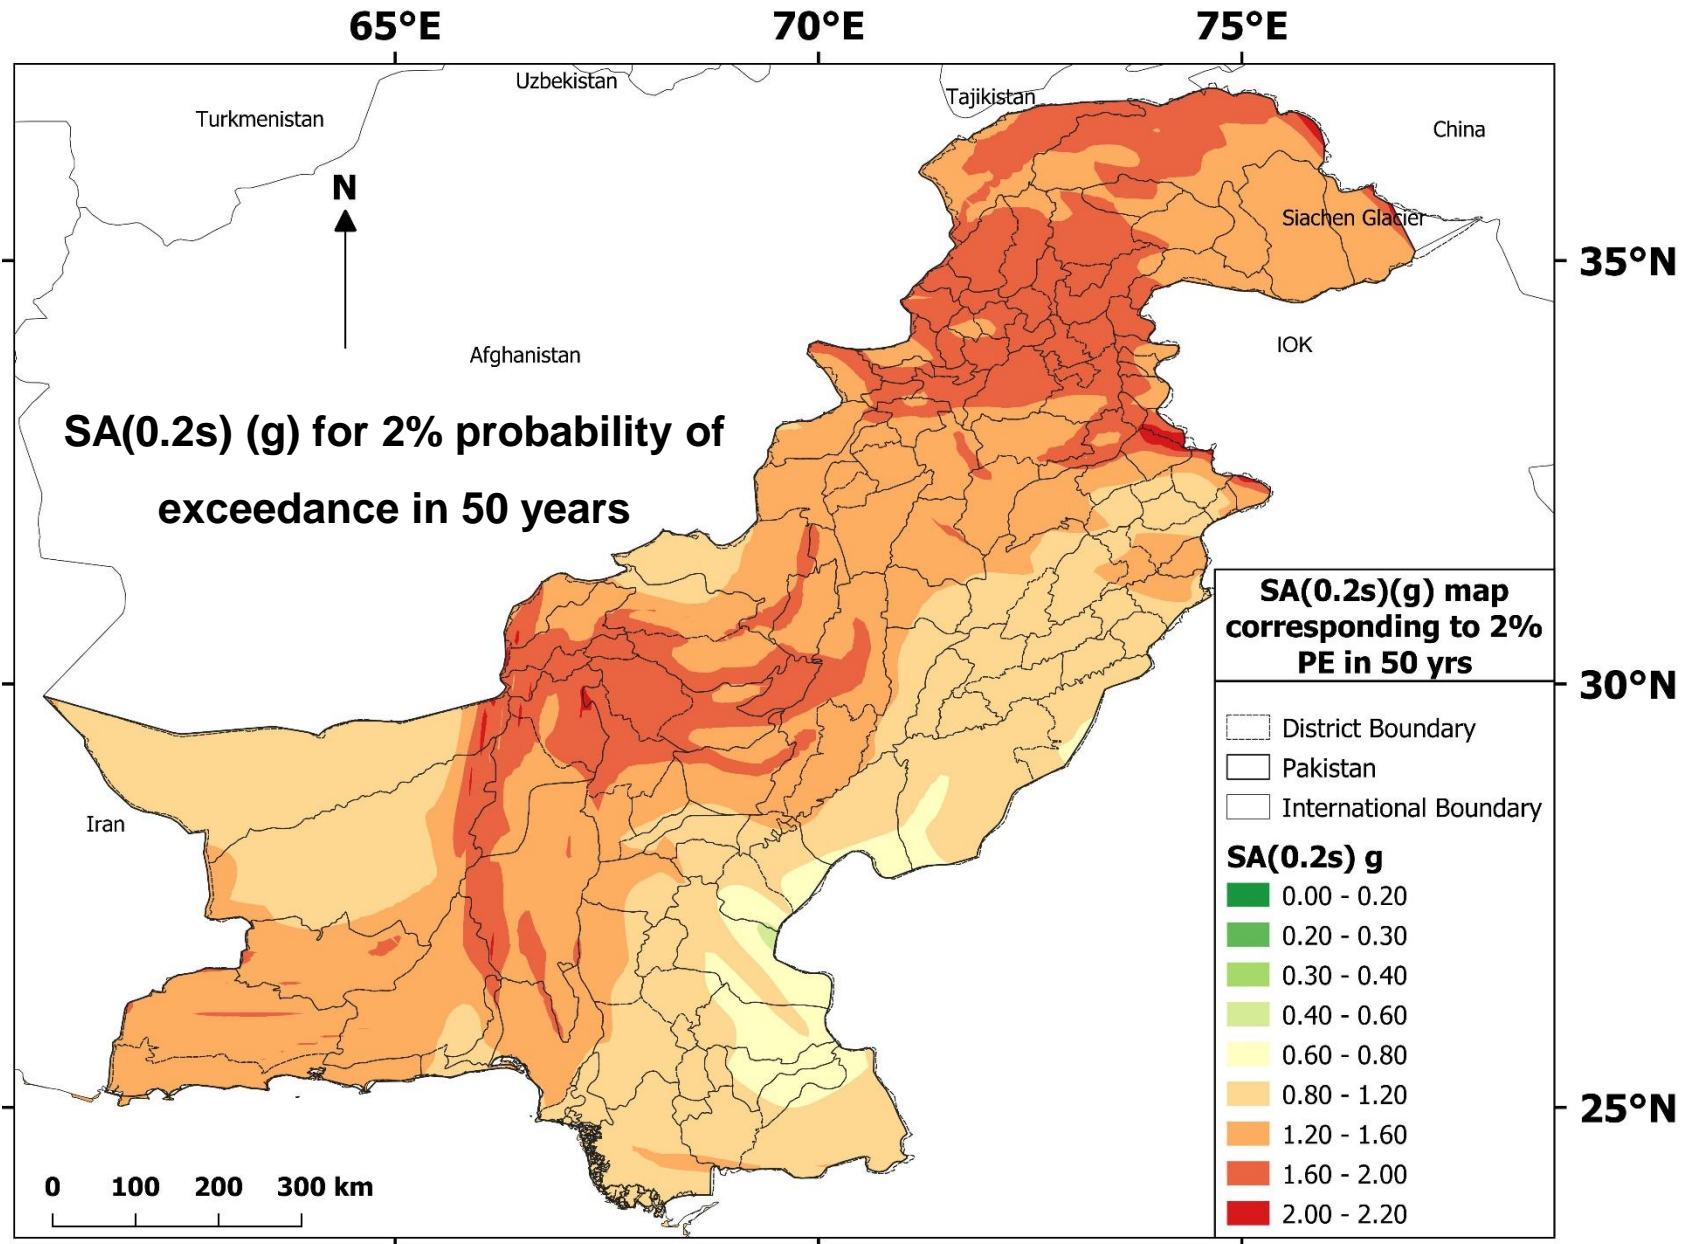 65°E 70°E 75°E
Uzbekistan
Tajikistan
Turkmenistan
China
N
Siachen Glacier
35°N
IOK
Afghanistan
SA(0.2s) (g) for 2% probability of
exceedance in 50 years
SA(0.2s)(g) map
corresponding to 2%
PE in 50 yrs
30°N
District Boundary
Pakistan
International Boundary
Iran
SA(0.2s) g
0.00 - 0.20
0.20 - 0.30
0.30 - 0.40
0.40 - 0.60
0.60 - 0.80
0.80 - 1.20
1.20 - 1.60
1.60 - 2.00
2.00 - 2.20
25°N
0 100 200 300 km